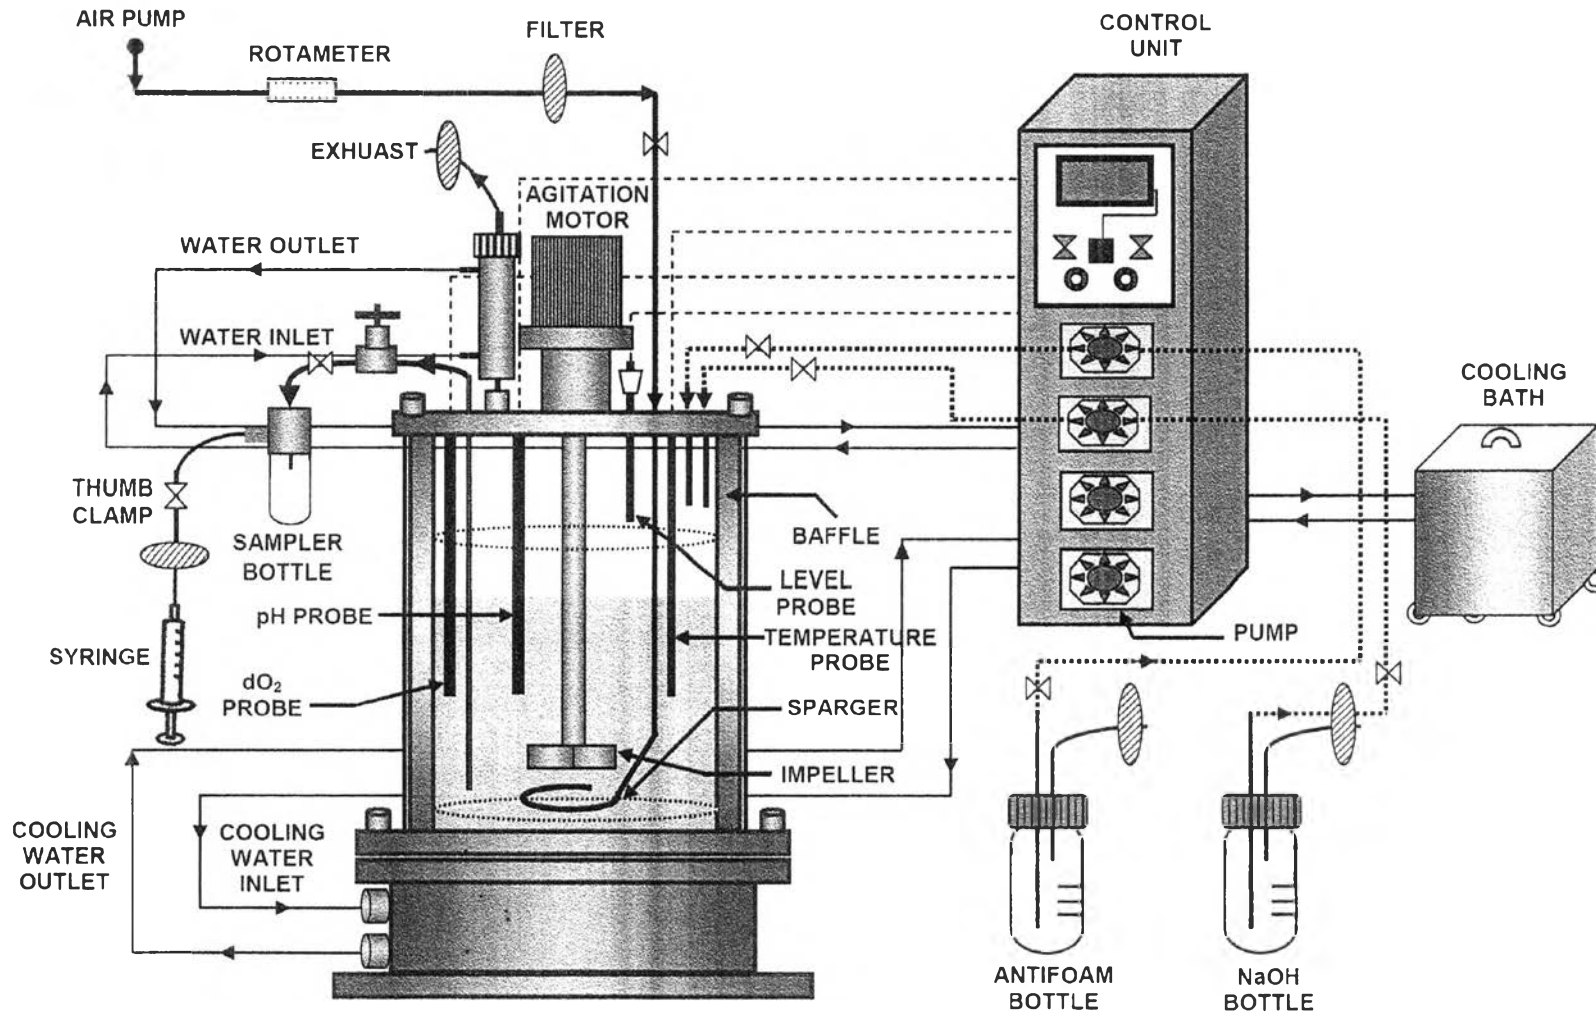 AIR PUMP
ROTAMETER
FILTER
CONTROL
UNIT
EXHUAST
AGITATION
MOTOR
WATER OUTLET
WATER INLET
COOLING
BATH
THUMB
CLAMP
SAMPLER
BOTTLE
BAFFLE
LEVEL
PROBE
pH PROBE
TEMPERATURE
PROBE
PUMP
SYRINGE
dO₂
PROBE
SPARGER
IMPELLER
COOLING
WATER
OUTLET
COOLING
WATER
INLET
ANTIFOAM
BOTTLE
NaOH
BOTTLE